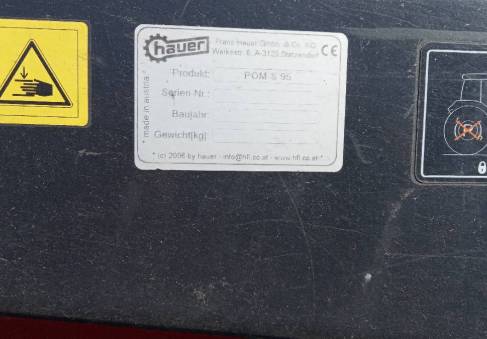 hauer
Franz Hauer GmbH & Co KG
Werksstr. 6, A-3125 Statzendorf
CE
Produkt: POM S 95
Serien Nr.:
Baujahr:
Gewicht[kg]:
* made in austria *
* (c) 2006 by hauer - info@hfl.co.at - www.hfl.co.at *